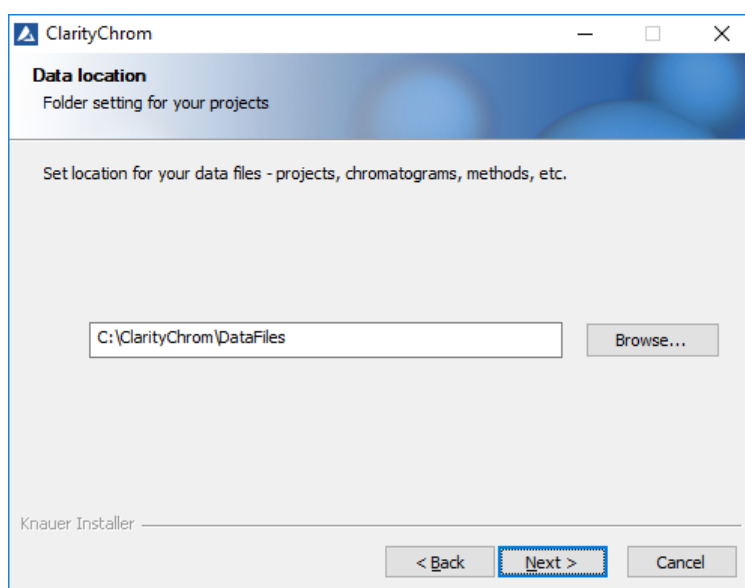 ClarityChrom
Data location
Folder setting for your projects
Set location for your data files - projects, chromatograms, methods, etc.
C:\ClarityChrom\DataFiles
Browse...
Knauer Installer
< Back
Next >
Cancel